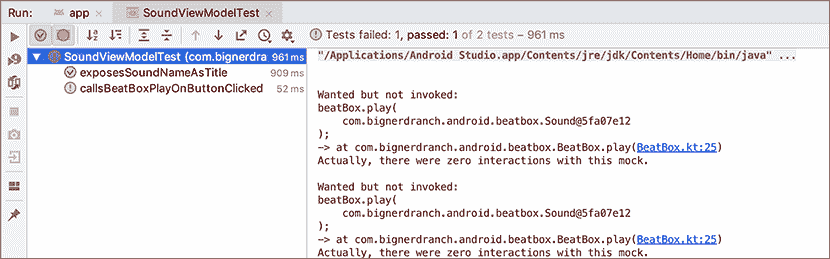 Run: app SoundViewModelTest
Tests failed: 1, passed: 1 of 2 tests – 961 ms
SoundViewModelTest (com.bignerdra 961 ms
exposesSoundNameAsTitle 909 ms
callsBeatBoxPlayOnButtonClicked 52 ms
"/Applications/Android Studio.app/Contents/jre/jdk/Contents/Home/bin/java" ...
Wanted but not invoked:
beatBox.play(
com.bignerdranch.android.beatbox.Sound@5fa07e12
);
-> at com.bignerdranch.android.beatbox.BeatBox.play(BeatBox.kt:25)
Actually, there were zero interactions with this mock.
Wanted but not invoked:
beatBox.play(
com.bignerdranch.android.beatbox.Sound@5fa07e12
);
-> at com.bignerdranch.android.beatbox.BeatBox.play(BeatBox.kt:25)
Actually, there were zero interactions with this mock.